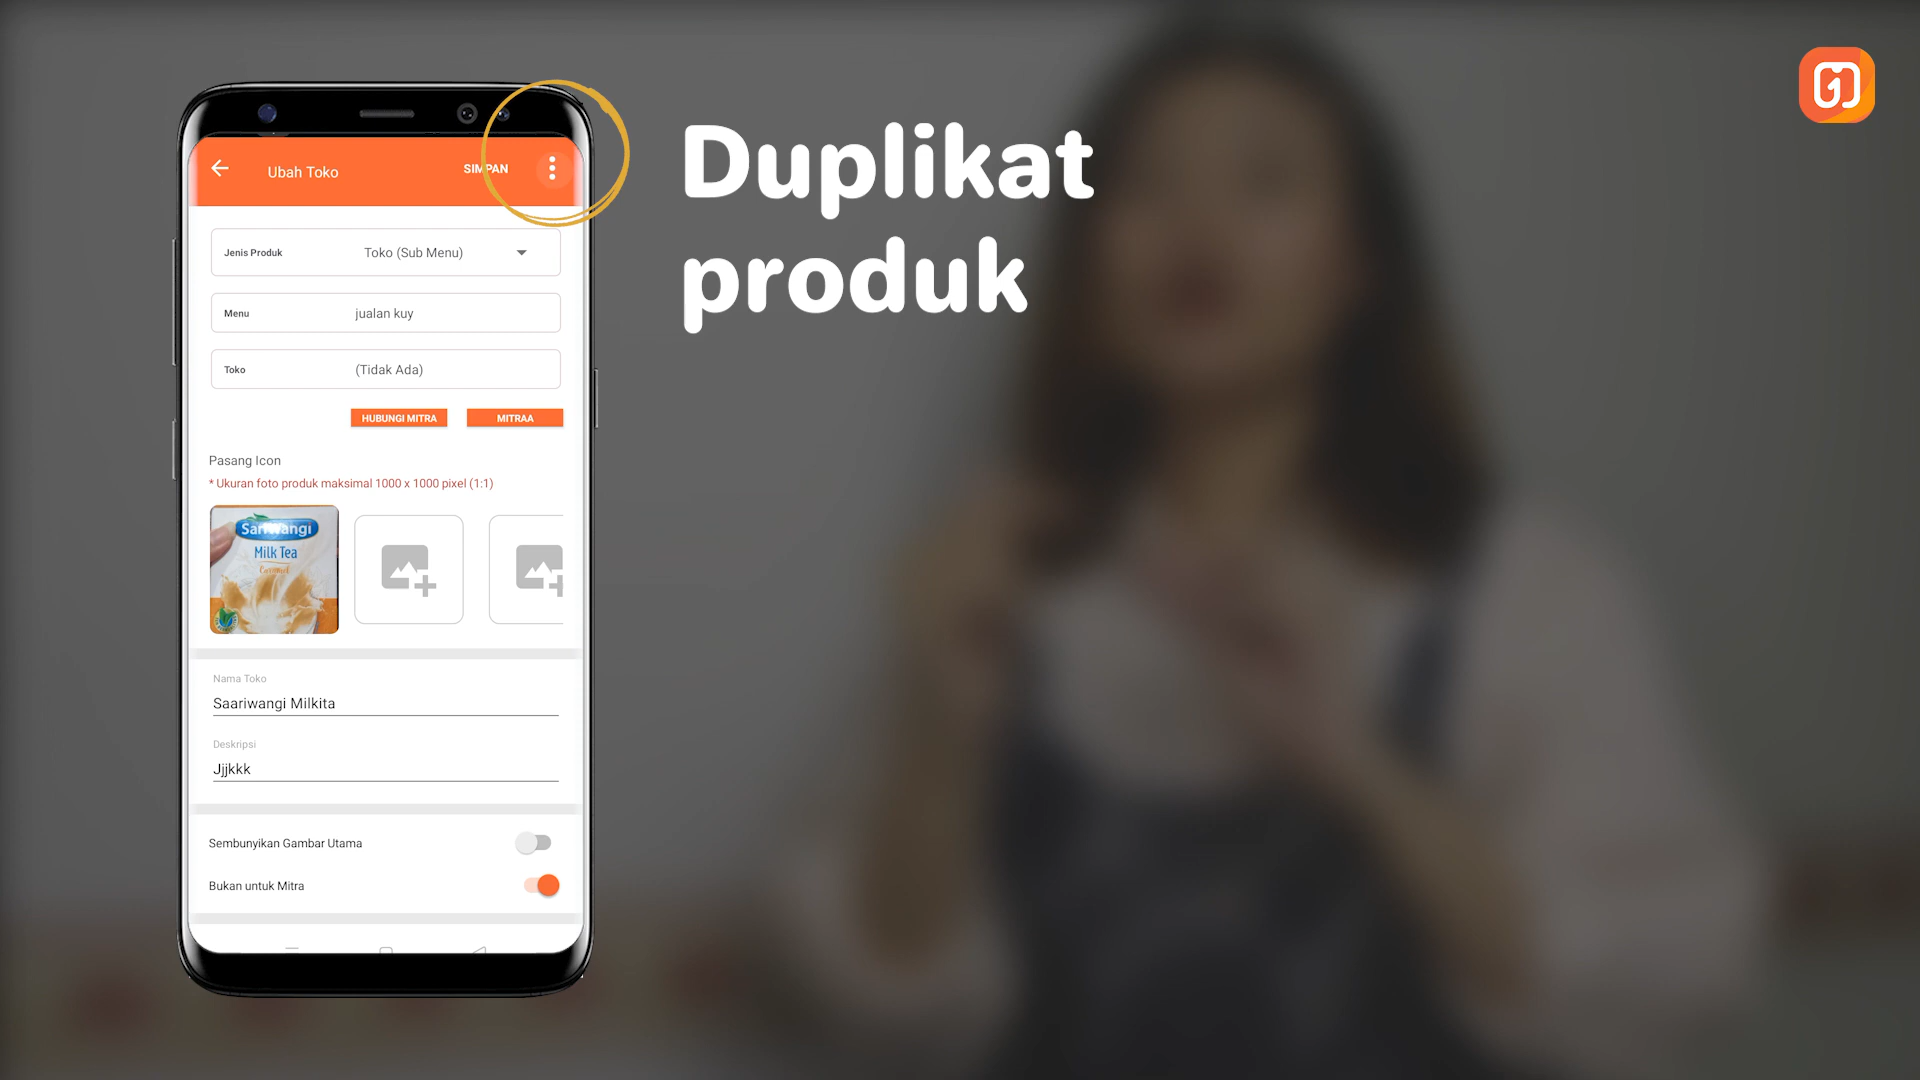 Ubah Toko
SIMPAN
Jenis Produk
Toko (Sub Menu)
Menu
jualan kuy
Toko
(Tidak Ada)
HUBUNGI MITRA
MITRAA
Pasang Icon
* Ukuran foto produk maksimal 1000 x 1000 pixel (1:1)
Sariwangi
Milk Tea
Caramel
Nama Toko
Saariwangi Milkita
Deskripsi
Jjjkkk
Sembunyikan Gambar Utama
Bukan untuk Mitra
Duplikat
produk